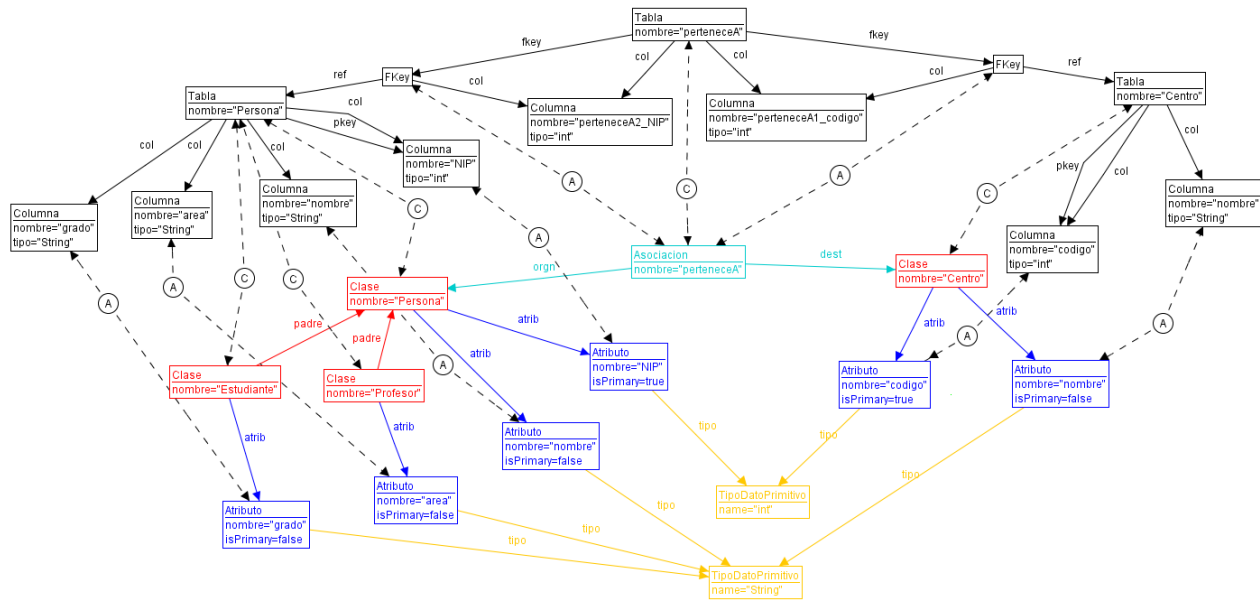 Tabla
nombre="perteneceA"
fkey
fkey
col
col
FKey
FKey
ref
ref
col
col
Tabla
nombre="Persona"
Tabla
nombre="Centro"
Columna
nombre="perteneceA2_NIP"
tipo="int"
Columna
nombre="perteneceA1_codigo"
tipo="int"
col
pkey
col
col
col
col
pkey
col
Columna
nombre="NIP"
tipo="int"
Columna
nombre="grado"
tipo="String"
Columna
nombre="area"
tipo="String"
Columna
nombre="nombre"
tipo="String"
Columna
nombre="codigo"
tipo="int"
Columna
nombre="nombre"
tipo="String"
A
C
A
C
C
A
A
A
C
C
Asociacion
nombre="perteneceA"
orgn
dest
Clase
nombre="Persona"
Clase
nombre="Centro"
padre
padre
atrib
atrib
atrib
atrib
A
A
A
Clase
nombre="Estudiante"
Clase
nombre="Profesor"
Atributo
nombre="NIP"
isPrimary=true
Atributo
nombre="codigo"
isPrimary=true
Atributo
nombre="nombre"
isPrimary=false
atrib
atrib
Atributo
nombre="nombre"
isPrimary=false
tipo
tipo
tipo
Atributo
nombre="area"
isPrimary=false
Atributo
nombre="grado"
isPrimary=false
TipoDatoPrimitivo
name="int"
tipo
tipo
tipo
TipoDatoPrimitivo
name="String"